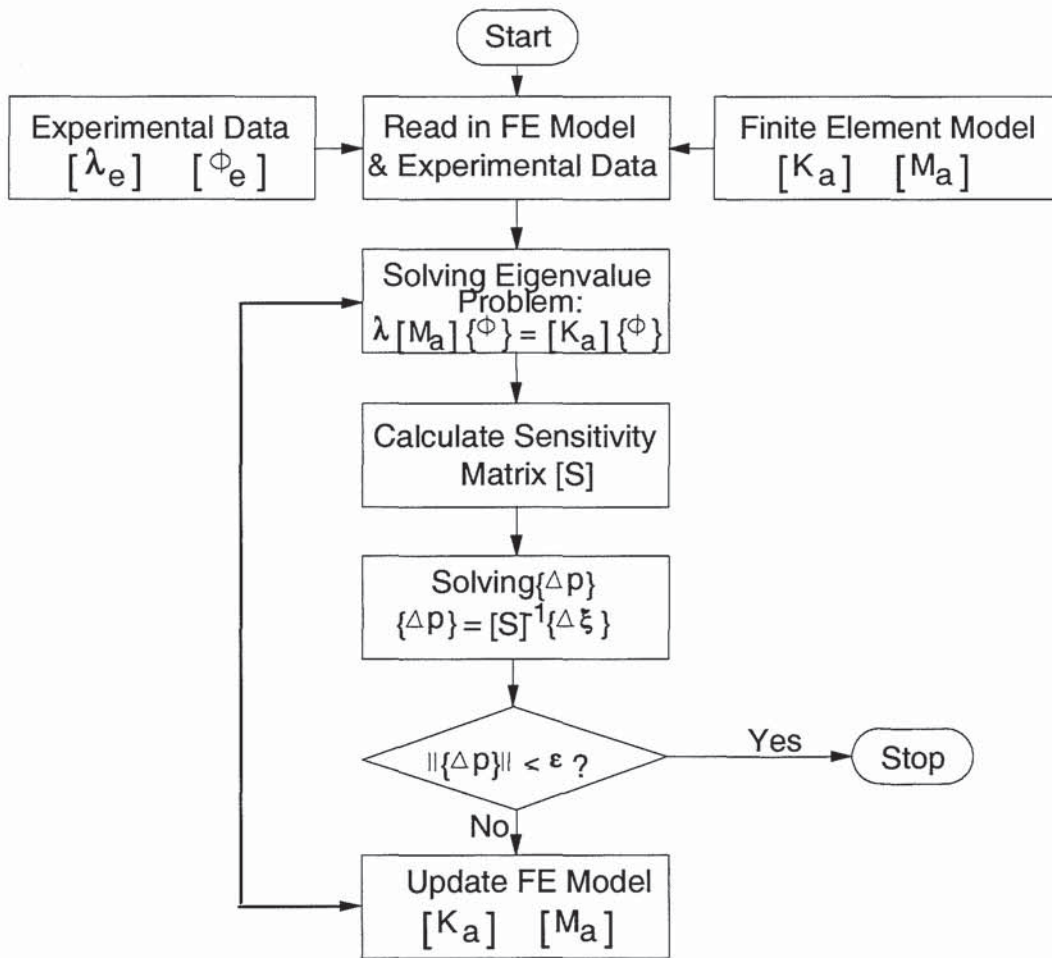 Start
Experimental Data
[λe] [Φe]
Read in FE Model
& Experimental Data
Finite Element Model
[Ka] [Ma]
Solving Eigenvalue
Problem:
λ[Ma]{Φ} = [Ka]{Φ}
Calculate Sensitivity
Matrix [S]
Solving{Δp}
{Δp} = [S]⁻¹{Δξ}
||{Δp}|| < ε ?
Yes
Stop
No
Update FE Model
[Ka] [Ma]